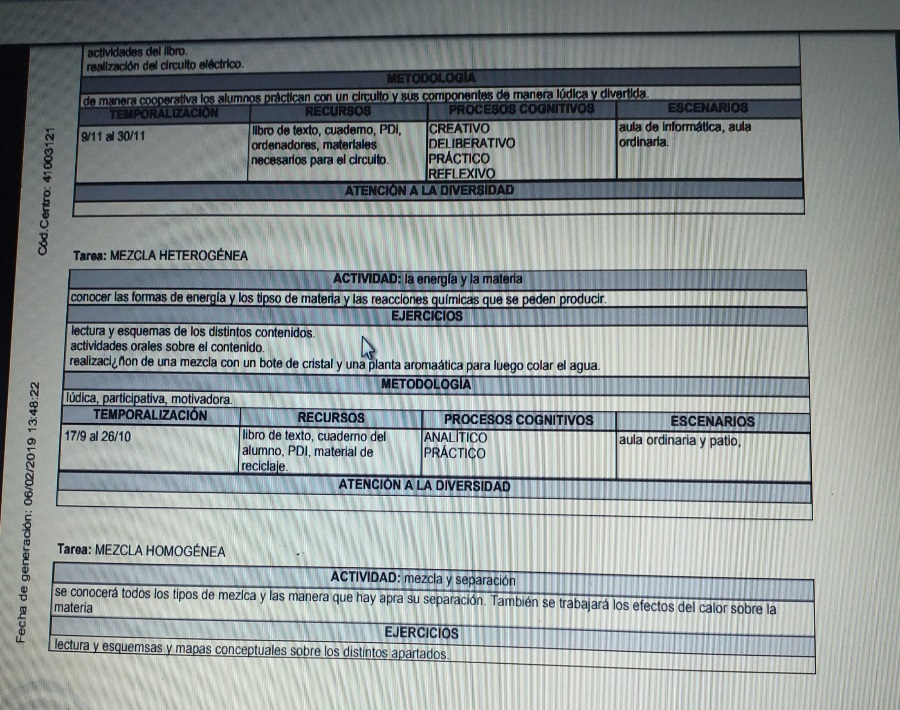 actividades del libro.
realización del circuito eléctrico.
METODOLOGÍA
de manera cooperativa los alumnos práctican con un circuito y sus componentes de manera lúdica y divertida.
TEMPORALIZACIÓN RECURSOS PROCESOS COGNITIVOS ESCENARIOS
9/11 al 30/11
libro de texto, cuaderno, PDI,
ordenadores, materiales
necesarios para el circuito.
CREATIVO
DELIBERATIVO
PRÁCTICO
REFLEXIVO
aula de informática, aula
ordinaria.
ATENCIÓN A LA DIVERSIDAD
Tarea: MEZCLA HETEROGÉNEA
ACTIVIDAD: la energía y la materia
conocer las formas de energía y los tipso de materia y las reacciones químicas que se peden producir.
EJERCICIOS
lectura y esquemas de los distintos contenidos.
actividades orales sobre el contenido.
realizaci¿ñon de una mezcla con un bote de cristal y una planta aromaática para luego colar el agua.
METODOLOGÍA
lúdica, participativa, motivadora.
TEMPORALIZACIÓN RECURSOS PROCESOS COGNITIVOS ESCENARIOS
17/9 al 26/10
libro de texto, cuaderno del
alumno, PDI, material de
reciclaje.
ANALÍTICO
PRÁCTICO
aula ordinaria y patio,
ATENCIÓN A LA DIVERSIDAD
Tarea: MEZCLA HOMOGÉNEA
ACTIVIDAD: mezcla y separación
se conocerá todos los tipos de mezlca y las manera que hay apra su separación. También se trabajará los efectos del calor sobre la
materia
EJERCICIOS
lectura y esquemsas y mapas conceptuales sobre los distintos apartados.
Cód.Centro: 41003121
Fecha de generación: 06/02/2019 13:48:22